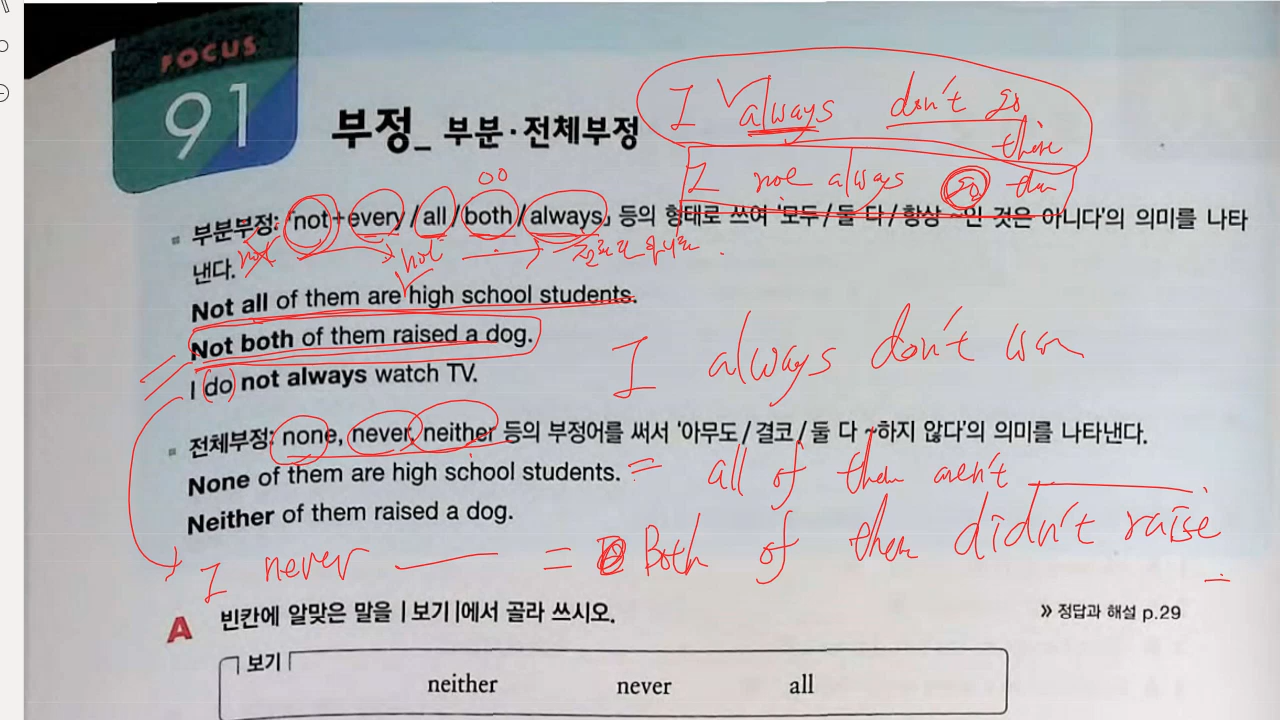 FOCUS
91
부정_ 부분·전체부정
I always don't go
there
I not always go
부분부정: 「not+every/all/both/always」 등의 형태로 쓰여 '모두/둘 다/항상 ~인 것은 아니다'의 의미를 나타
not
not
낸다.
Not all of them are high school students.
Not both of them raised a dog.
I always don't
I do not always watch TV.
전체부정: none, never, neither 등의 부정어를 써서 '아무도/결코/둘 다 ~하지 않다'의 의미를 나타낸다.
None of them are high school students. = all of them aren't
Neither of them raised a dog.
I never = Both of them didn't raise
A 빈칸에 알맞은 말을 |보기|에서 골라 쓰시오.
» 정답과 해설 p.29
보기
neither never all